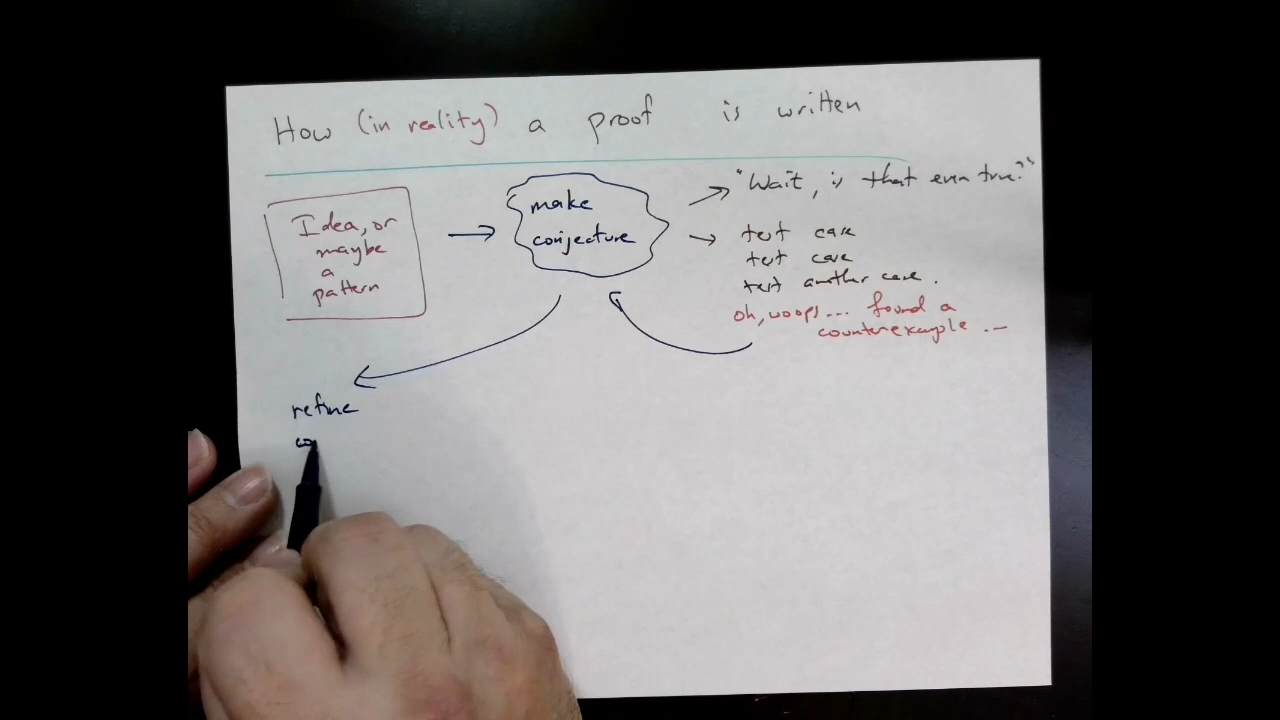 How (in reality) a proof is written
Idea, or
maybe
a
pattern
make
conjecture
"Wait, is that even true?"
test case
test case
test another case.
oh, woops... found a
counterexample ...
refine
co